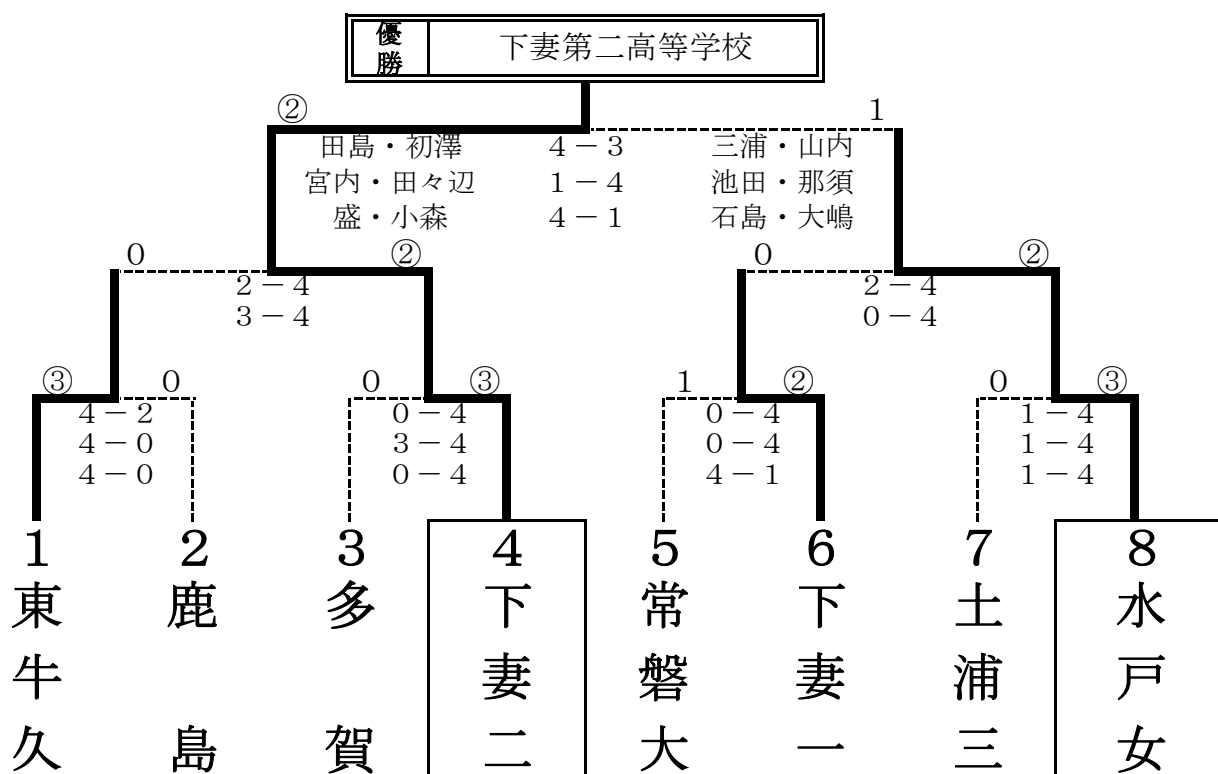 優勝 下妻第二高等学校
② 1
田島・初澤 4－3 三浦・山内
宮内・田々辺 1－4 池田・那須
盛・小森 4－1 石島・大嶋
0 ② 0 ②
2－4 2－4
3－4 0－4
③ 0 0 ③ 1 ② 0 ③
4－2 0－4 0－4 1－4
4－0 3－4 0－4 1－4
4－0 0－4 4－1 1－4
1 2 3 4 5 6 7 8
東牛久
鹿島
多賀
下妻二
常磐大
下妻一
土浦三
水戸女